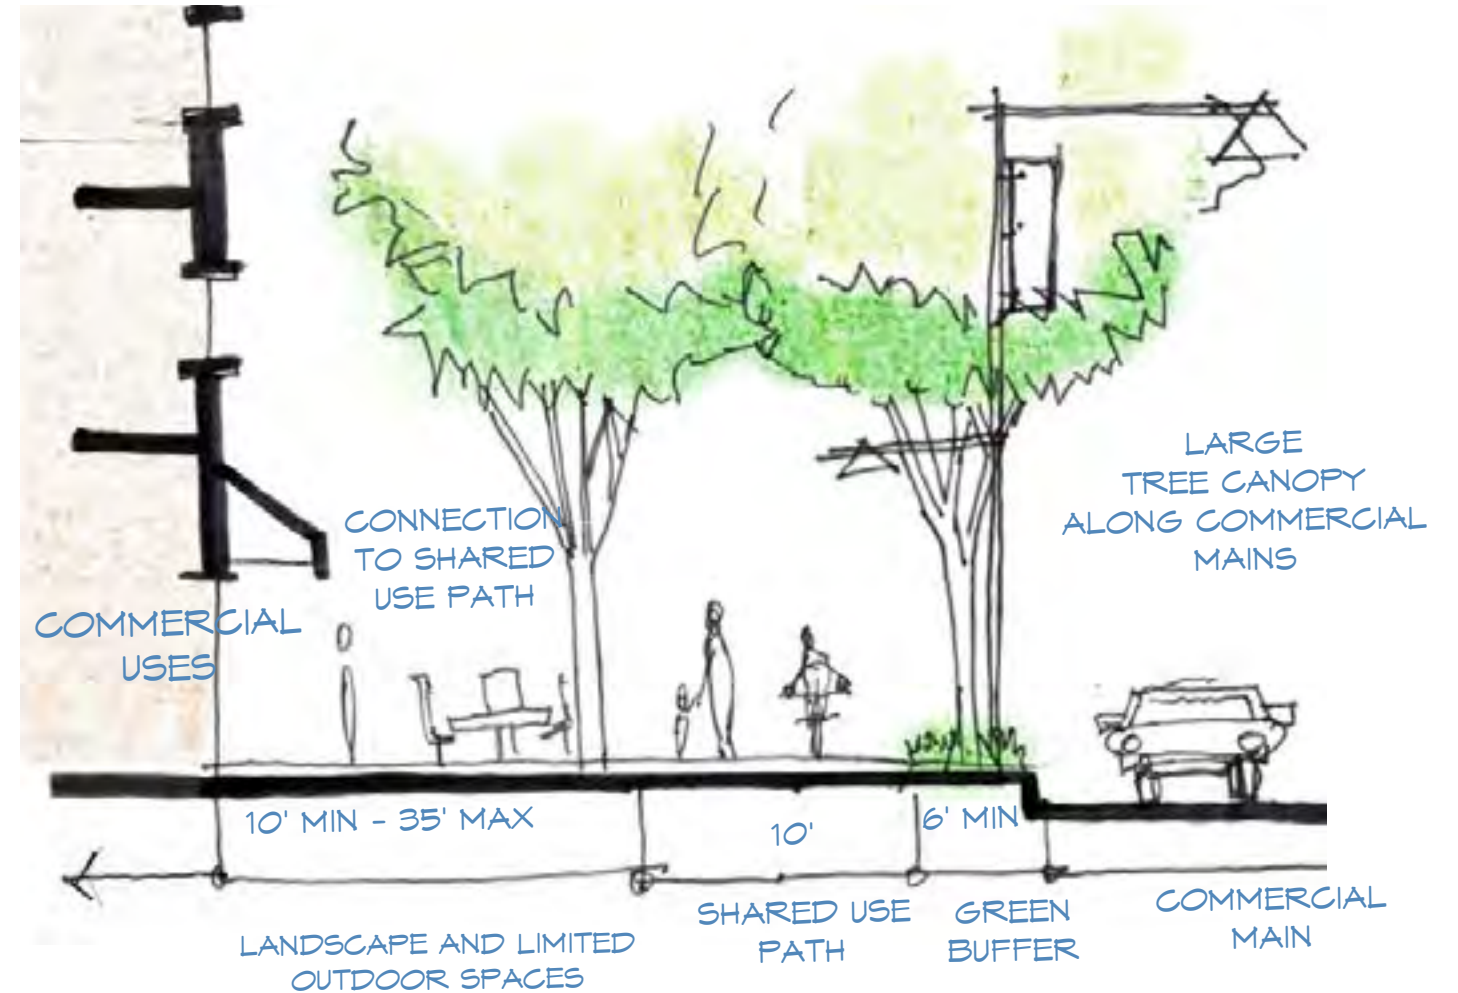 LARGE
TREE CANOPY
ALONG COMMERCIAL
MAINS
CONNECTION
TO SHARED
USE PATH
COMMERCIAL
USES
10' MIN - 35' MAX
10'
6' MIN
LANDSCAPE AND LIMITED
OUTDOOR SPACES
SHARED USE
PATH
GREEN
BUFFER
COMMERCIAL
MAIN